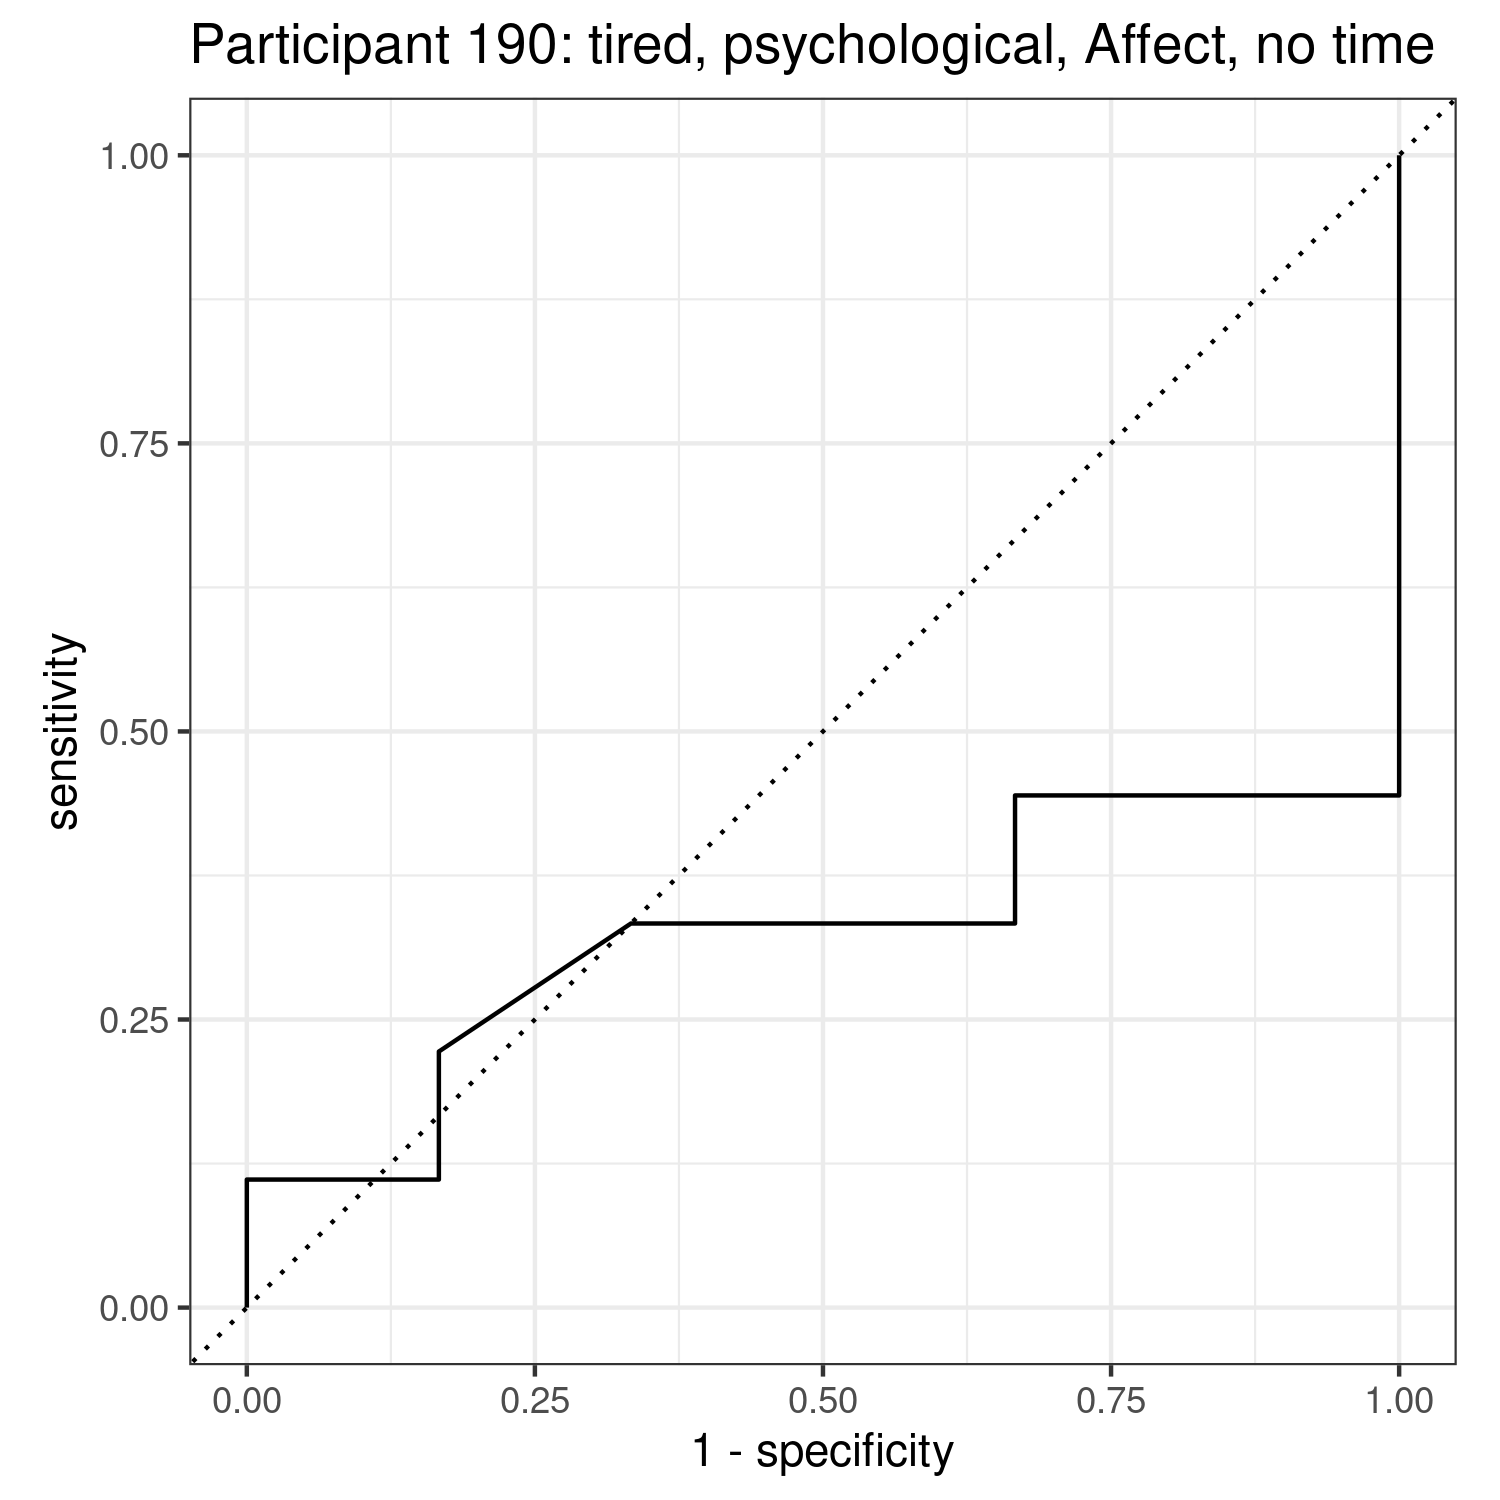 Participant 190: tired, psychological, Affect, no time
1.00
0.75
0.50
0.25
0.00
sensitivity
0.00 0.25 0.50 0.75 1.00
1 - specificity